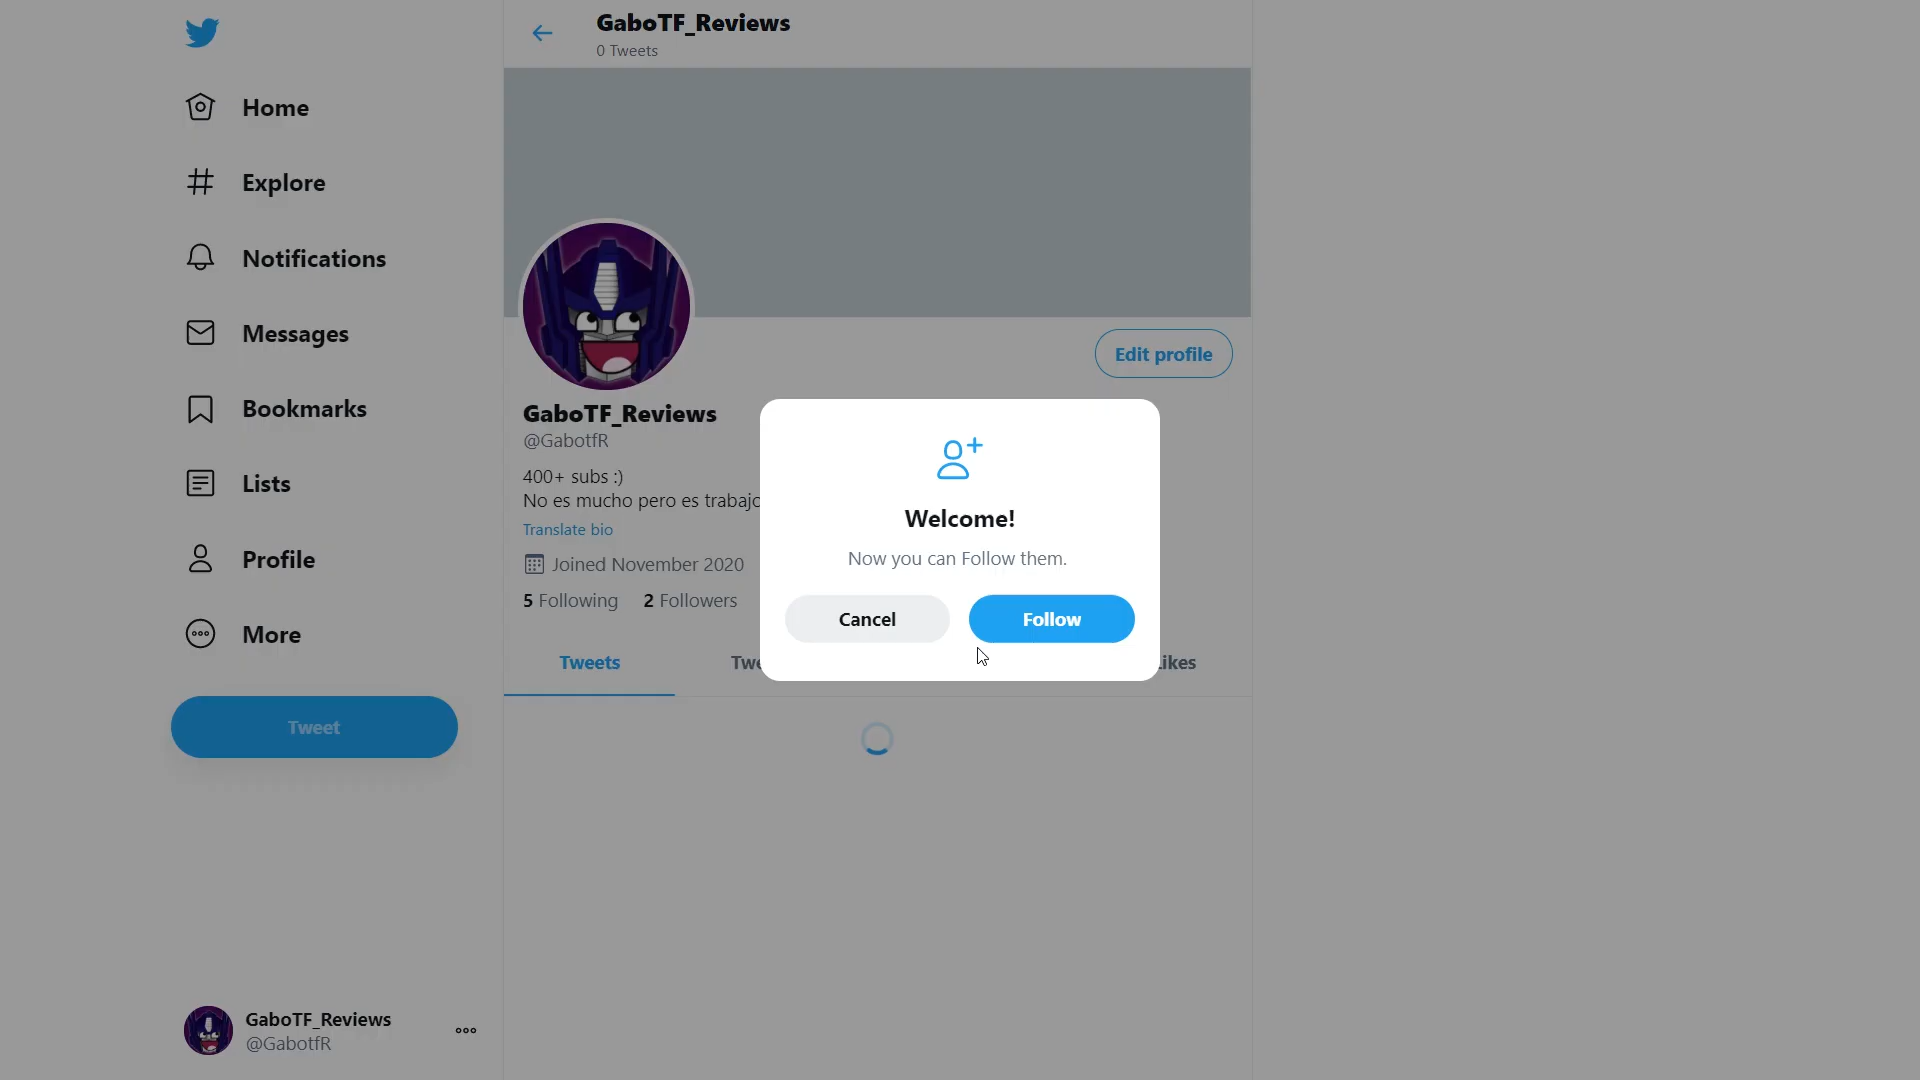 GaboTF_Reviews
0 Tweets
Home
Explore
Notifications
Messages
Bookmarks
Lists
Profile
More
Tweet
Edit profile
GaboTF_Reviews
@GabotfR
400+ subs :)
No es mucho pero es trabajo
Translate bio
Joined November 2020
5 Following 2 Followers
Tweets
Welcome!
Now you can Follow them.
Cancel
Follow
GaboTF_Reviews
@GabotfR